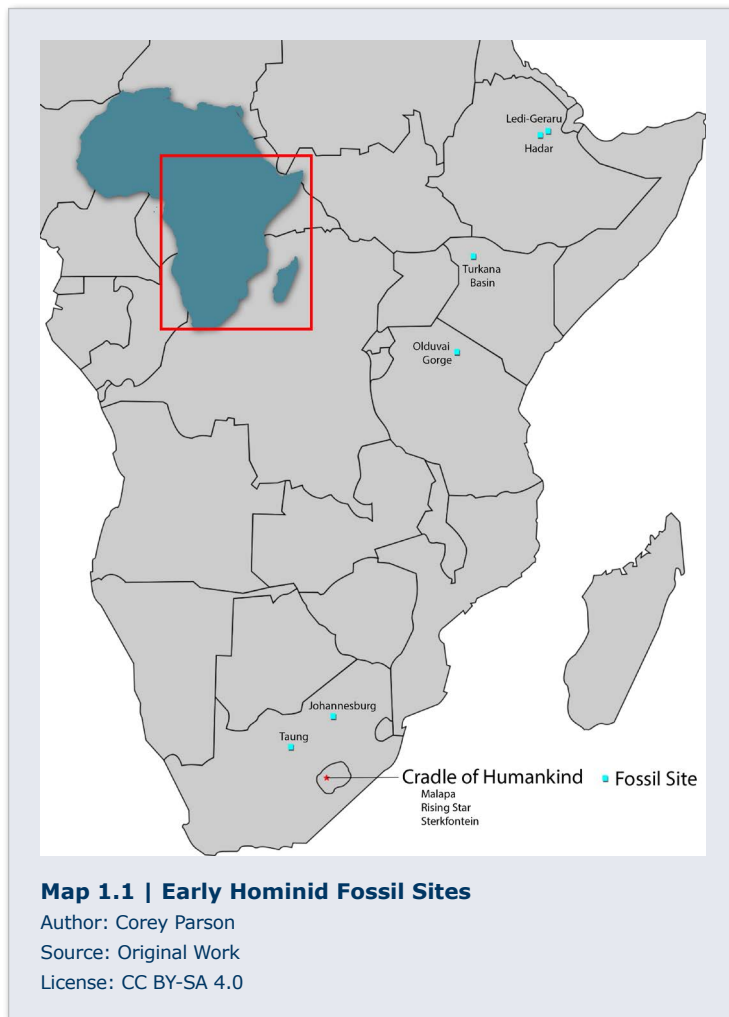 Ledi-Geraru
Hadar
Turkana
Basin
Olduvai
Gorge
Johannesburg
Taung
Cradle of Humankind
Malapa
Rising Star
Sterkfontein
Fossil Site
Map 1.1 | Early Hominid Fossil Sites
Author: Corey Parson
Source: Original Work
License: CC BY-SA 4.0